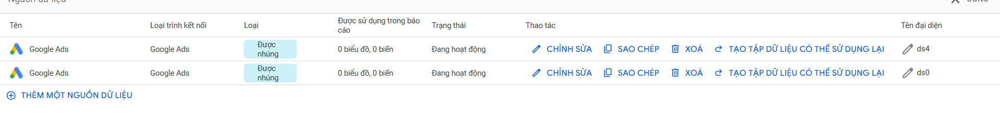 Nguồn dữ liệu
ĐÓNG
Tên
Loại trình kết nối
Loại
Được sử dụng trong báo
cáo
Trạng thái
Thao tác
Tên đại diện
Google Ads
Google Ads
Được
nhúng
0 biểu đồ, 0 biến
Đang hoạt động
CHỈNH SỬA
SAO CHÉP
XOÁ
TẠO TẬP DỮ LIỆU CÓ THỂ SỬ DỤNG LẠI
ds4
Google Ads
Google Ads
Được
nhúng
0 biểu đồ, 0 biến
Đang hoạt động
CHỈNH SỬA
SAO CHÉP
XOÁ
TẠO TẬP DỮ LIỆU CÓ THỂ SỬ DỤNG LẠI
ds0
THÊM MỘT NGUỒN DỮ LIỆU